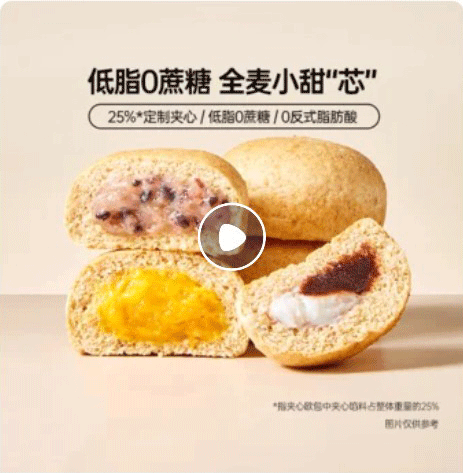 低脂0蔗糖 全麦小甜"芯"
25%*定制夹心 / 低脂0蔗糖 / 0反式脂肪酸
*指夹心欧包中夹心馅料占整体重量的25%
图片仅供参考